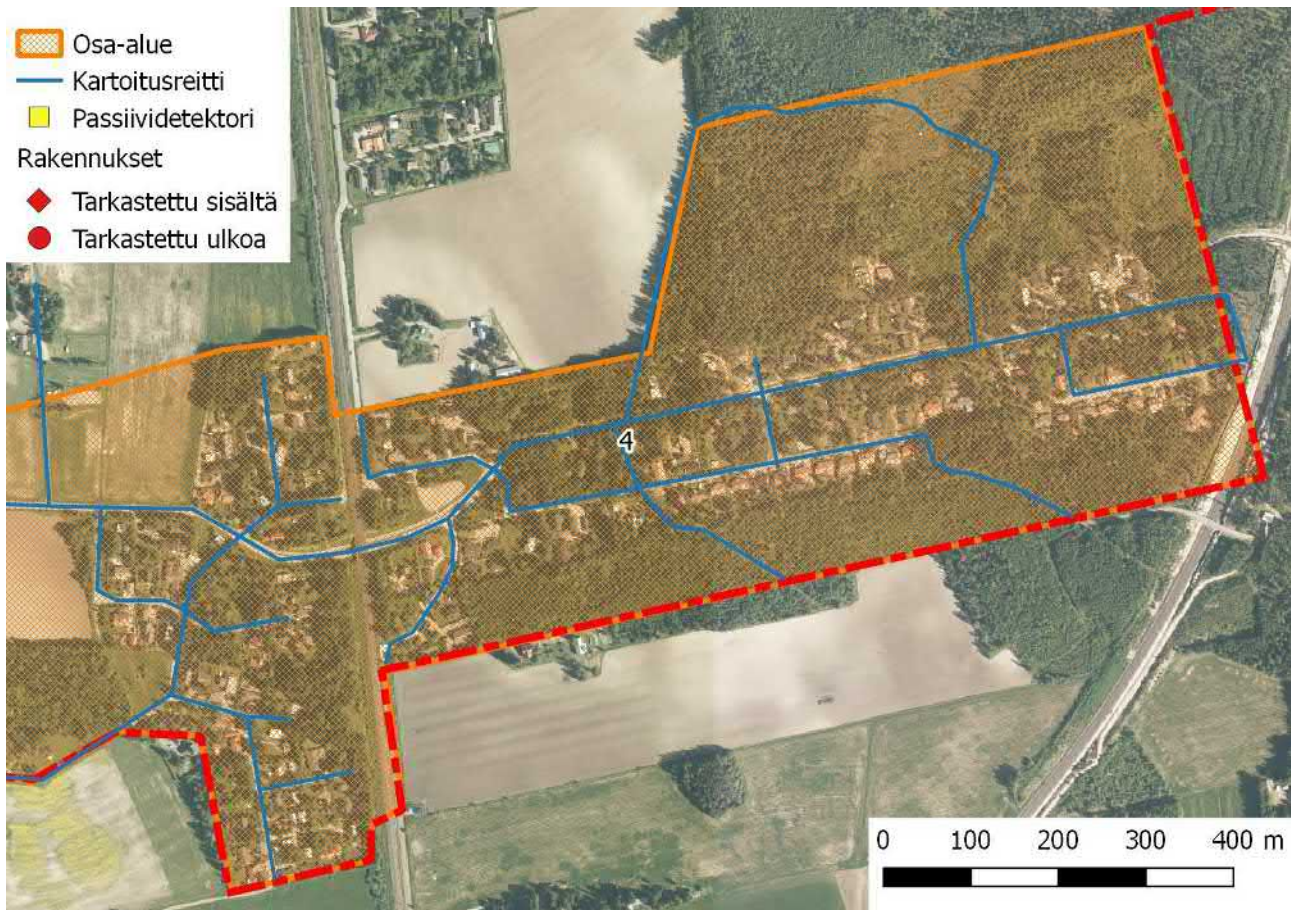 Osa-alue
Kartoitusreitti
Passiividetektori
Rakennukset
Tarkastettu sisältä
Tarkastettu ulkoa
4
0 100 200 300 400 m